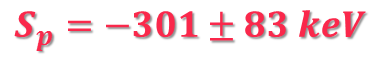 Sₚ = −301 ± 83 keV